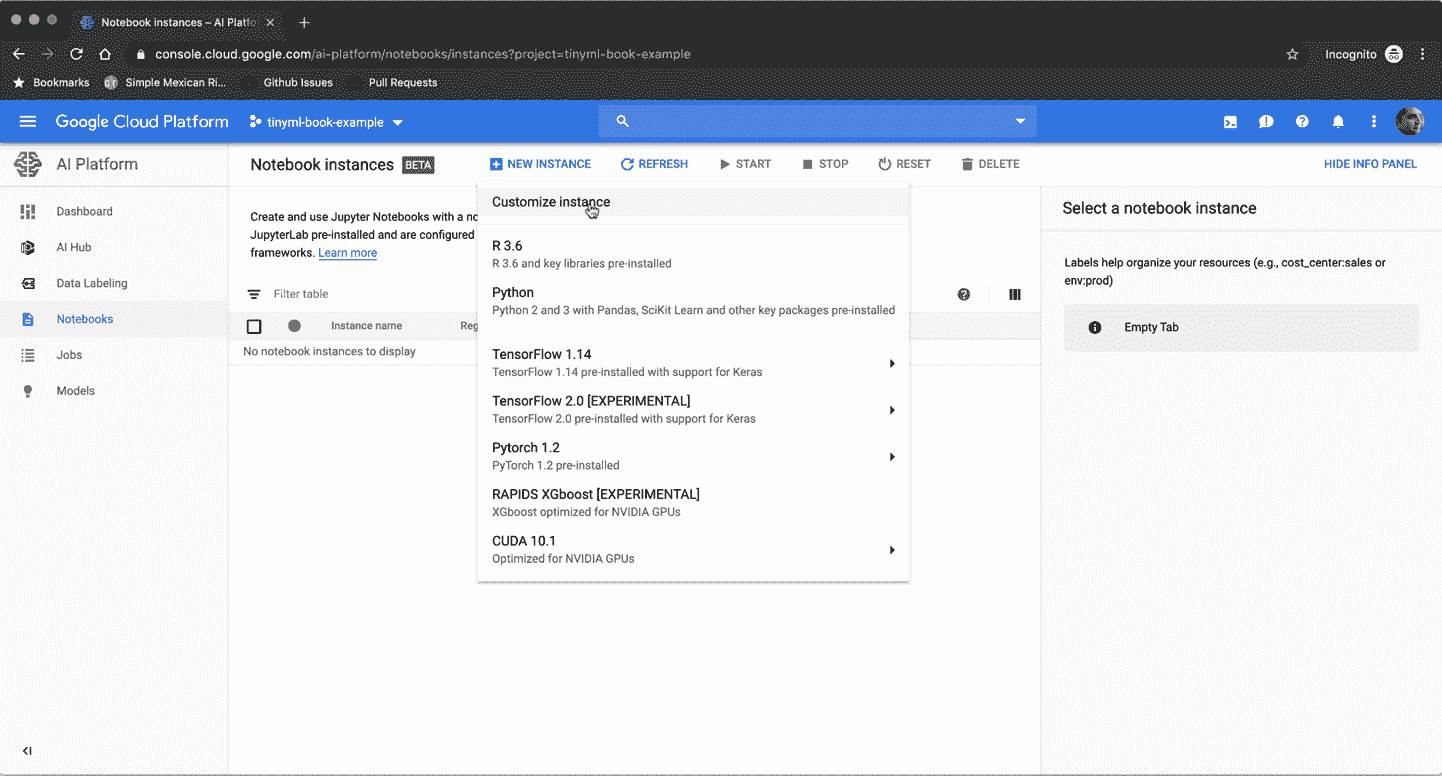 Notebook instances – AI Platfo
console.cloud.google.com/ai-platform/notebooks/instances?project=tinyml-book-example
Incognito
Bookmarks
Simple Mexican Ri...
Github Issues
Pull Requests
Google Cloud Platform
tinyml-book-example
AI Platform
Notebook instances BETA
NEW INSTANCE
REFRESH
START
STOP
RESET
DELETE
HIDE INFO PANEL
Dashboard
AI Hub
Data Labeling
Notebooks
Jobs
Models
Create and use Jupyter Notebooks with a no
JupyterLab pre-installed and are configured
frameworks. Learn more
Filter table
Instance name
Reg
No notebook instances to display
Customize instance
R 3.6
R 3.6 and key libraries pre-installed
Python
Python 2 and 3 with Pandas, SciKit Learn and other key packages pre-installed
TensorFlow 1.14
TensorFlow 1.14 pre-installed with support for Keras
TensorFlow 2.0 [EXPERIMENTAL]
TensorFlow 2.0 pre-installed with support for Keras
Pytorch 1.2
PyTorch 1.2 pre-installed
RAPIDS XGboost [EXPERIMENTAL]
XGboost optimized for NVIDIA GPUs
CUDA 10.1
Optimized for NVIDIA GPUs
Select a notebook instance
Labels help organize your resources (e.g., cost_center:sales or
env:prod)
Empty Tab